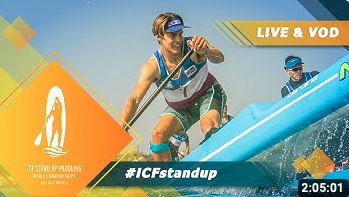 LIVE & VOD
ICF STAND UP PADDLING
WORLD CHAMPIONSHIPS
#ICFstandup
2:05:01